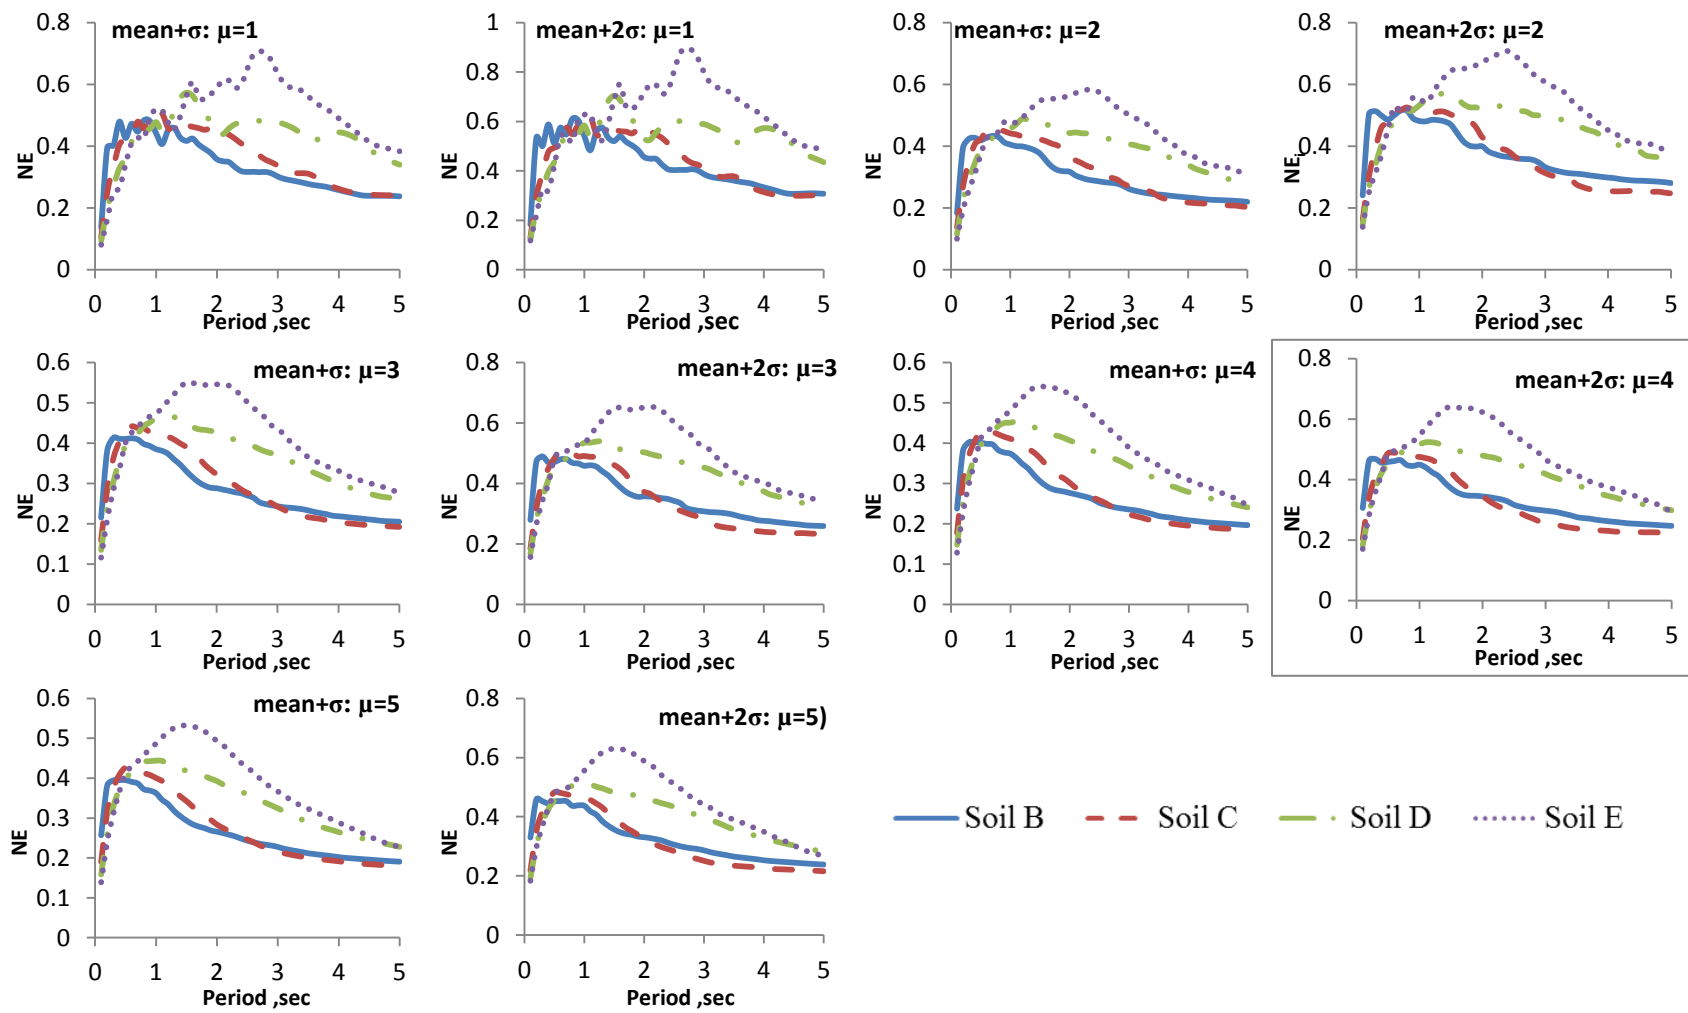 mean+σ: μ=1
0.8
0.6
0.4
0.2
0
NE
0 1 2 3 4 5
Period ,sec
mean+2σ: μ=1
1
0.8
0.6
0.4
0.2
0
NE
0 1 2 3 4 5
Period ,sec
mean+σ: μ=2
0.8
0.6
0.4
0.2
0
NE
0 1 2 3 4 5
Period ,sec
mean+2σ: μ=2
0.8
0.6
0.4
0.2
0
NE
0 1 2 3 4 5
Period ,sec
mean+σ: μ=3
0.6
0.5
0.4
0.3
0.2
0.1
0
NE
0 1 2 3 4 5
Period ,sec
mean+2σ: μ=3
0.8
0.6
0.4
0.2
0
NE
0 1 2 3 4 5
Period ,sec
mean+σ: μ=4
0.6
0.5
0.4
0.3
0.2
0.1
0
NE
0 1 2 3 4 5
Period ,sec
mean+2σ: μ=4
0.8
0.6
0.4
0.2
0
NE
0 1 2 3 4 5
Period ,sec
mean+σ: μ=5
0.6
0.5
0.4
0.3
0.2
0.1
0
NE
0 1 2 3 4 5
Period ,sec
mean+2σ: μ=5)
0.8
0.6
0.4
0.2
0
NE
0 1 2 3 4 5
Period ,sec
Soil B Soil C Soil D Soil E